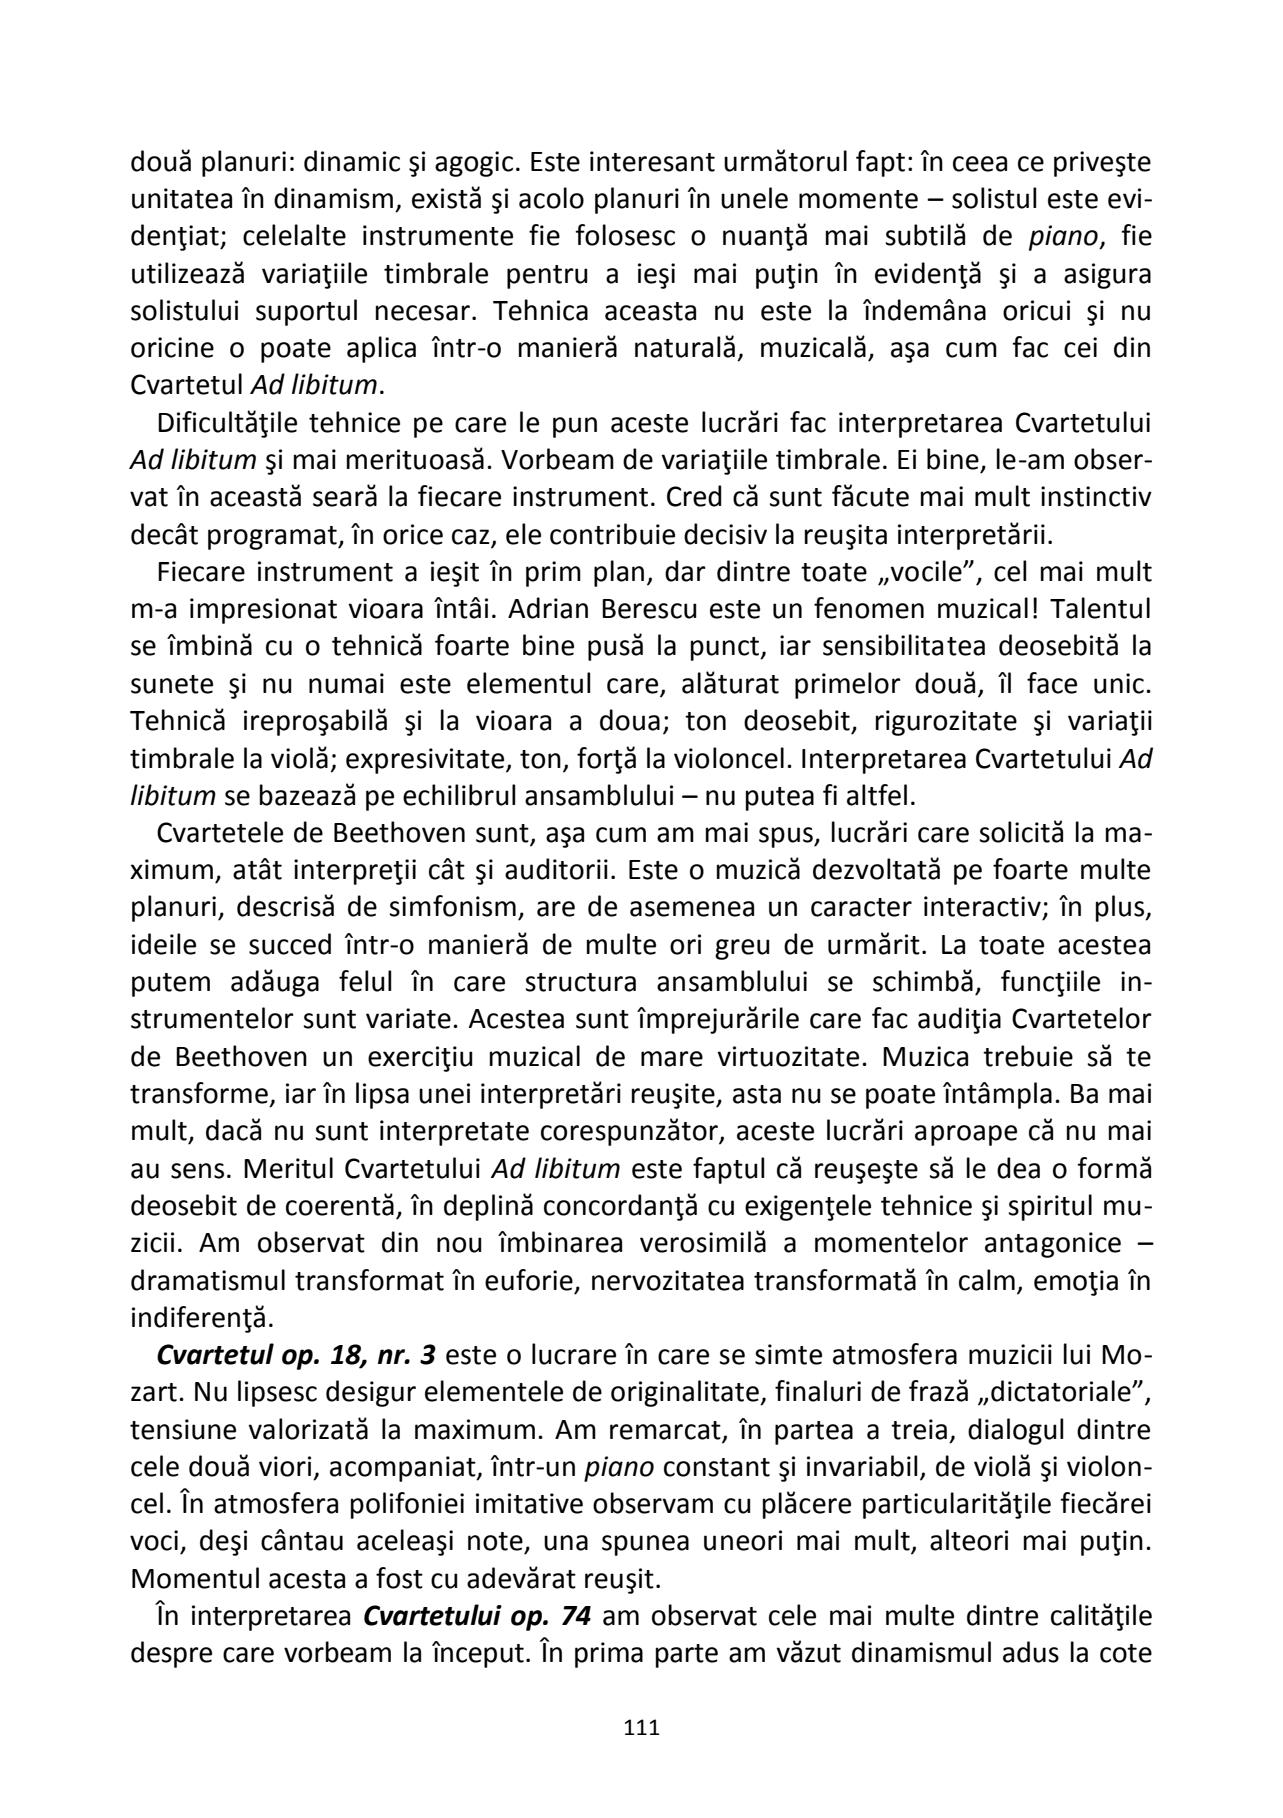 două planuri: dinamic şi agogic. Este interesant următorul fapt: în ceea ce priveşte
unitatea în dinamism, există şi acolo planuri în unele momente – solistul este evi-
denţiat; celelalte instrumente fie folosesc o nuanţă mai subtilă de piano, fie
utilizează variaţiile timbrale pentru a ieşi mai puţin în evidenţă şi a asigura
solistului suportul necesar. Tehnica aceasta nu este la îndemâna oricui şi nu
oricine o poate aplica într-o manieră naturală, muzicală, aşa cum fac cei din
Cvartetul Ad libitum.
Dificultăţile tehnice pe care le pun aceste lucrări fac interpretarea Cvartetului
Ad libitum şi mai merituoasă. Vorbeam de variaţiile timbrale. Ei bine, le-am obser-
vat în această seară la fiecare instrument. Cred că sunt făcute mai mult instinctiv
decât programat, în orice caz, ele contribuie decisiv la reuşita interpretării.
Fiecare instrument a ieşit în prim plan, dar dintre toate „vocile”, cel mai mult
m-a impresionat vioara întâi. Adrian Berescu este un fenomen muzical! Talentul
se îmbină cu o tehnică foarte bine pusă la punct, iar sensibilitatea deosebită la
sunete şi nu numai este elementul care, alăturat primelor două, îl face unic.
Tehnică ireproşabilă şi la vioara a doua; ton deosebit, rigurozitate şi variaţii
timbrale la violă; expresivitate, ton, forţă la violoncel. Interpretarea Cvartetului Ad
libitum se bazează pe echilibrul ansamblului – nu putea fi altfel.
Cvartetele de Beethoven sunt, aşa cum am mai spus, lucrări care solicită la ma-
ximum, atât interpreţii cât şi auditorii. Este o muzică dezvoltată pe foarte multe
planuri, descrisă de simfonism, are de asemenea un caracter interactiv; în plus,
ideile se succed într-o manieră de multe ori greu de urmărit. La toate acestea
putem adăuga felul în care structura ansamblului se schimbă, funcţiile in-
strumentelor sunt variate. Acestea sunt împrejurările care fac audiţia Cvartetelor
de Beethoven un exerciţiu muzical de mare virtuozitate. Muzica trebuie să te
transforme, iar în lipsa unei interpretări reuşite, asta nu se poate întâmpla. Ba mai
mult, dacă nu sunt interpretate corespunzător, aceste lucrări aproape că nu mai
au sens. Meritul Cvartetului Ad libitum este faptul că reuşeşte să le dea o formă
deosebit de coerentă, în deplină concordanţă cu exigenţele tehnice şi spiritul mu-
zicii. Am observat din nou îmbinarea verosimilă a momentelor antagonice –
dramatismul transformat în euforie, nervozitatea transformată în calm, emoţia în
indiferenţă.
Cvartetul op. 18, nr. 3 este o lucrare în care se simte atmosfera muzicii lui Mo-
zart. Nu lipsesc desigur elementele de originalitate, finaluri de frază „dictatoriale”,
tensiune valorizată la maximum. Am remarcat, în partea a treia, dialogul dintre
cele două viori, acompaniat, într-un piano constant şi invariabil, de violă şi violon-
cel. În atmosfera polifoniei imitative observam cu plăcere particularităţile fiecărei
voci, deşi cântau aceleaşi note, una spunea uneori mai mult, alteori mai puţin.
Momentul acesta a fost cu adevărat reuşit.
În interpretarea Cvartetului op. 74 am observat cele mai multe dintre calităţile
despre care vorbeam la început. În prima parte am văzut dinamismul adus la cote
111